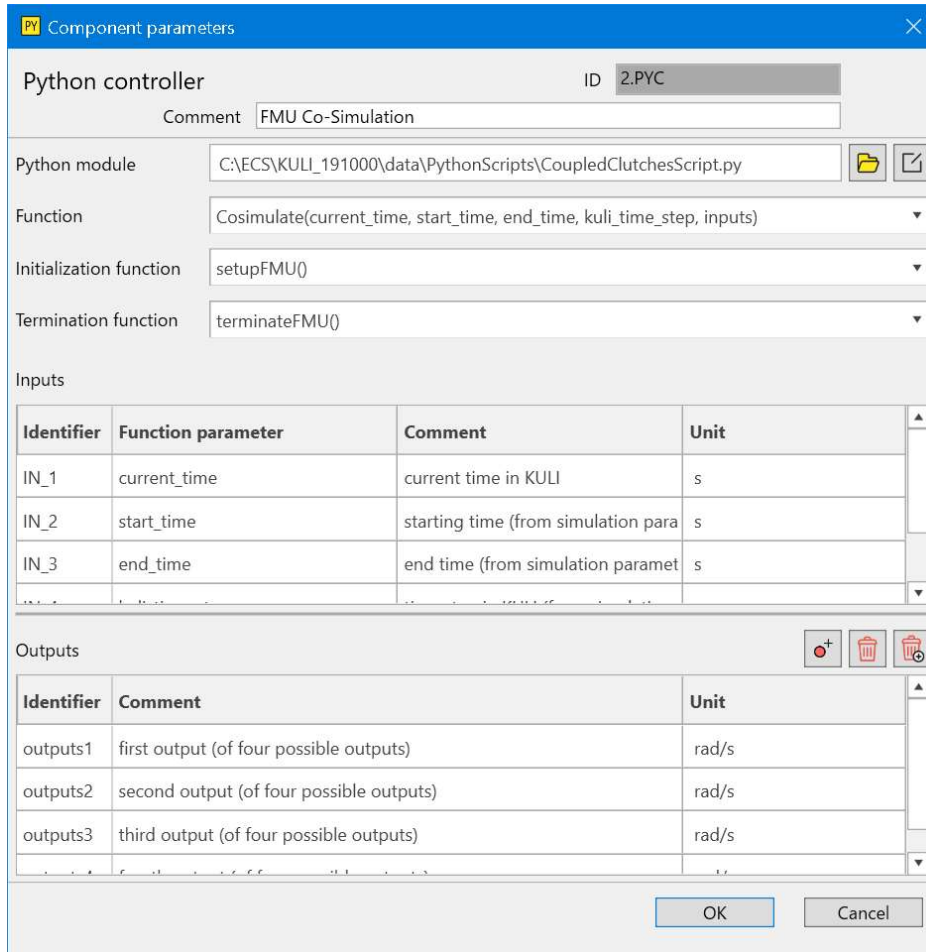 PY Component parameters
Python controller ID 2.PYC
Comment FMU Co-Simulation
Python module C:\ECS\KULI_191000\data\PythonScripts\CoupledClutchesScript.py
Function Cosimulate(current_time, start_time, end_time, kuli_time_step, inputs)
Initialization function setupFMU()
Termination function terminateFMU()
Inputs
Identifier Function parameter Comment Unit
IN_1 current_time current time in KULI s
IN_2 start_time starting time (from simulation para s
IN_3 end_time end time (from simulation paramet s
Outputs
Identifier Comment Unit
outputs1 first output (of four possible outputs) rad/s
outputs2 second output (of four possible outputs) rad/s
outputs3 third output (of four possible outputs) rad/s
OK Cancel